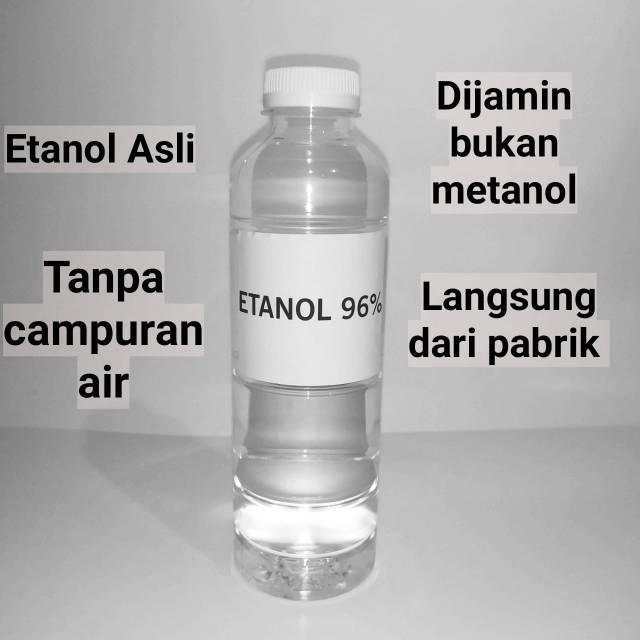 Etanol Asli
Tanpa
campuran
air
ETANOL 96%
Dijamin
bukan
metanol
Langsung
dari pabrik